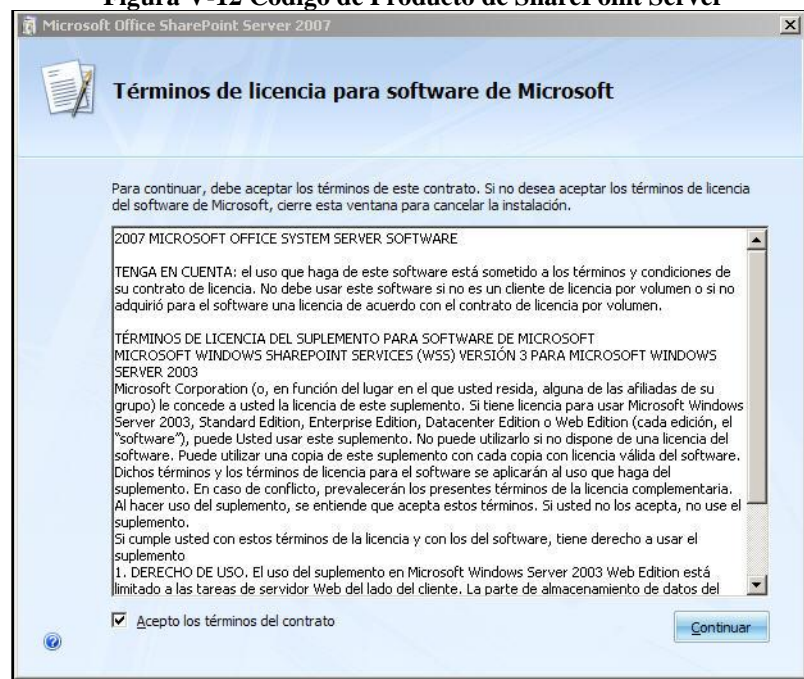 Figura V-12 Código de Producto de SharePoint Server
Microsoft Office SharePoint Server 2007
Términos de licencia para software de Microsoft
Para continuar, debe aceptar los términos de este contrato. Si no desea aceptar los términos de licencia
del software de Microsoft, cierre esta ventana para cancelar la instalación.
2007 MICROSOFT OFFICE SYSTEM SERVER SOFTWARE
TENGA EN CUENTA: el uso que haga de este software está sometido a los términos y condiciones de
su contrato de licencia. No debe usar este software si no es un cliente de licencia por volumen o si no
adquirió para el software una licencia de acuerdo con el contrato de licencia por volumen.
TÉRMINOS DE LICENCIA DEL SUPLEMENTO PARA SOFTWARE DE MICROSOFT
MICROSOFT WINDOWS SHAREPOINT SERVICES (WSS) VERSIÓN 3 PARA MICROSOFT WINDOWS
SERVER 2003
Microsoft Corporation (o, en función del lugar en el que usted resida, alguna de las afiliadas de su
grupo) le concede a usted la licencia de este suplemento. Si tiene licencia para usar Microsoft Windows
Server 2003, Standard Edition, Enterprise Edition, Datacenter Edition o Web Edition (cada edición, el
"software"), puede Usted usar este suplemento. No puede utilizarlo si no dispone de una licencia del
software. Puede utilizar una copia de este suplemento con cada copia con licencia válida del software.
Dichos términos y los términos de licencia para el software se aplicarán al uso que haga del
suplemento. En caso de conflicto, prevalecerán los presentes términos de la licencia complementaria.
Al hacer uso del suplemento, se entiende que acepta estos términos. Si usted no los acepta, no use el
suplemento.
Si cumple usted con estos términos de la licencia y con los del software, tiene derecho a usar el
suplemento
1. DERECHO DE USO. El uso del suplemento en Microsoft Windows Server 2003 Web Edition está
limitado a las tareas de servidor Web del lado del cliente. La parte de almacenamiento de datos del
Acepto los términos del contrato
Continuar